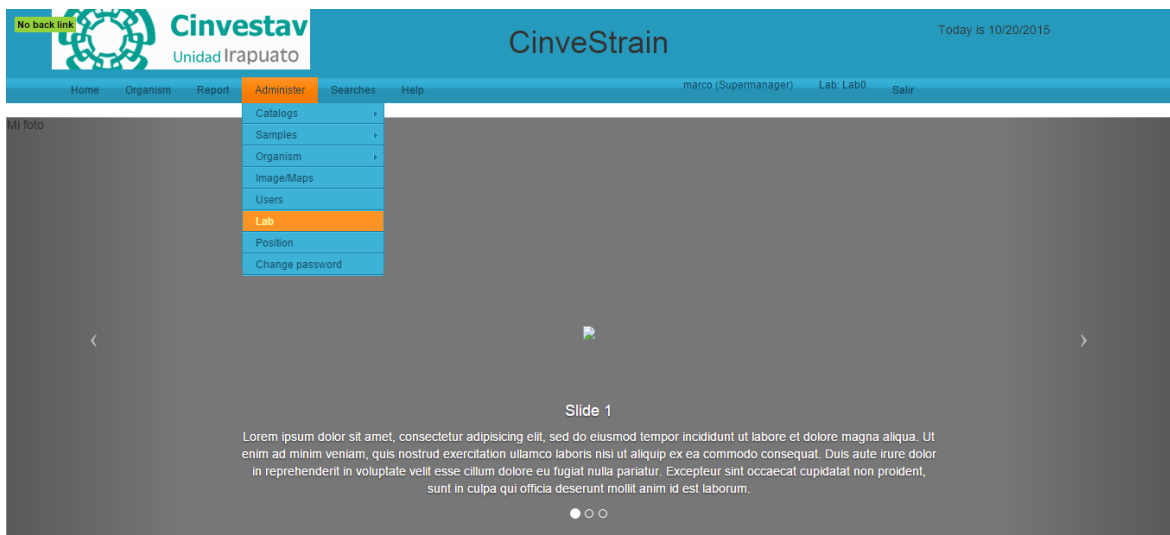 No back link
Cinvestav
Unidad Irapuato
CinveStrain
Today is 10/20/2015
Home Organism Report Administer Searches Help marco (Supermanager) Lab: Lab0 Salir
Catalogs
Samples
Organism
Image/Maps
Users
Lab
Position
Change password
Mi foto
Slide 1
Lorem ipsum dolor sit amet, consectetur adipisicing elit, sed do eiusmod tempor incididunt ut labore et dolore magna aliqua. Ut
enim ad minim veniam, quis nostrud exercitation ullamco laboris nisi ut aliquip ex ea commodo consequat. Duis aute irure dolor
in reprehenderit in voluptate velit esse cillum dolore eu fugiat nulla pariatur. Excepteur sint occaecat cupidatat non proident,
sunt in culpa qui officia deserunt mollit anim id est laborum.